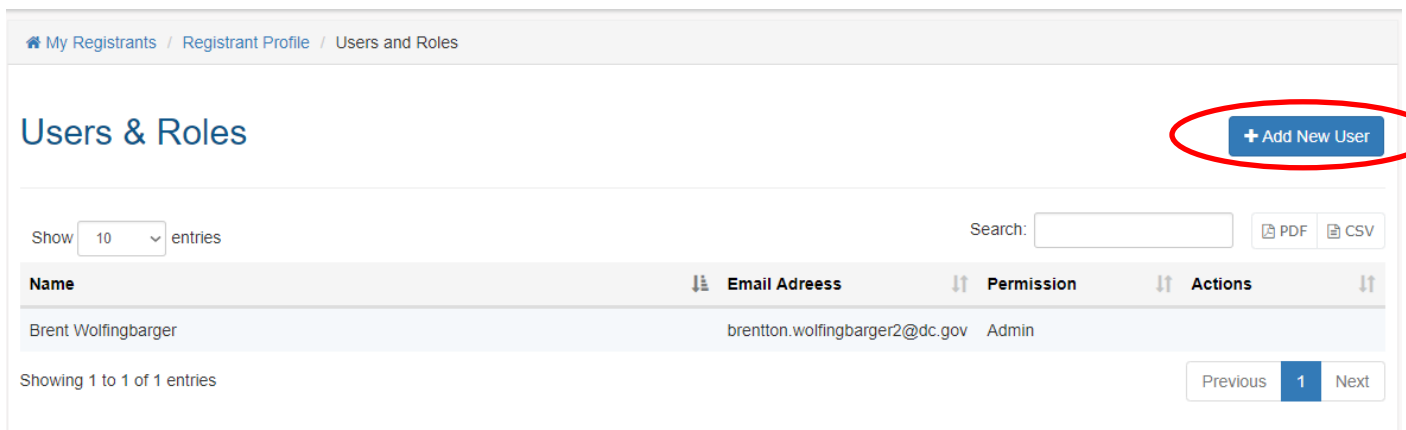 My Registrants / Registrant Profile / Users and Roles
Users & Roles
+ Add New User
Show 10 entries
Search:
PDF CSV
Name Email Adreess Permission Actions
Brent Wolfingbarger brentton.wolfingbarger2@dc.gov Admin
Showing 1 to 1 of 1 entries
Previous 1 Next